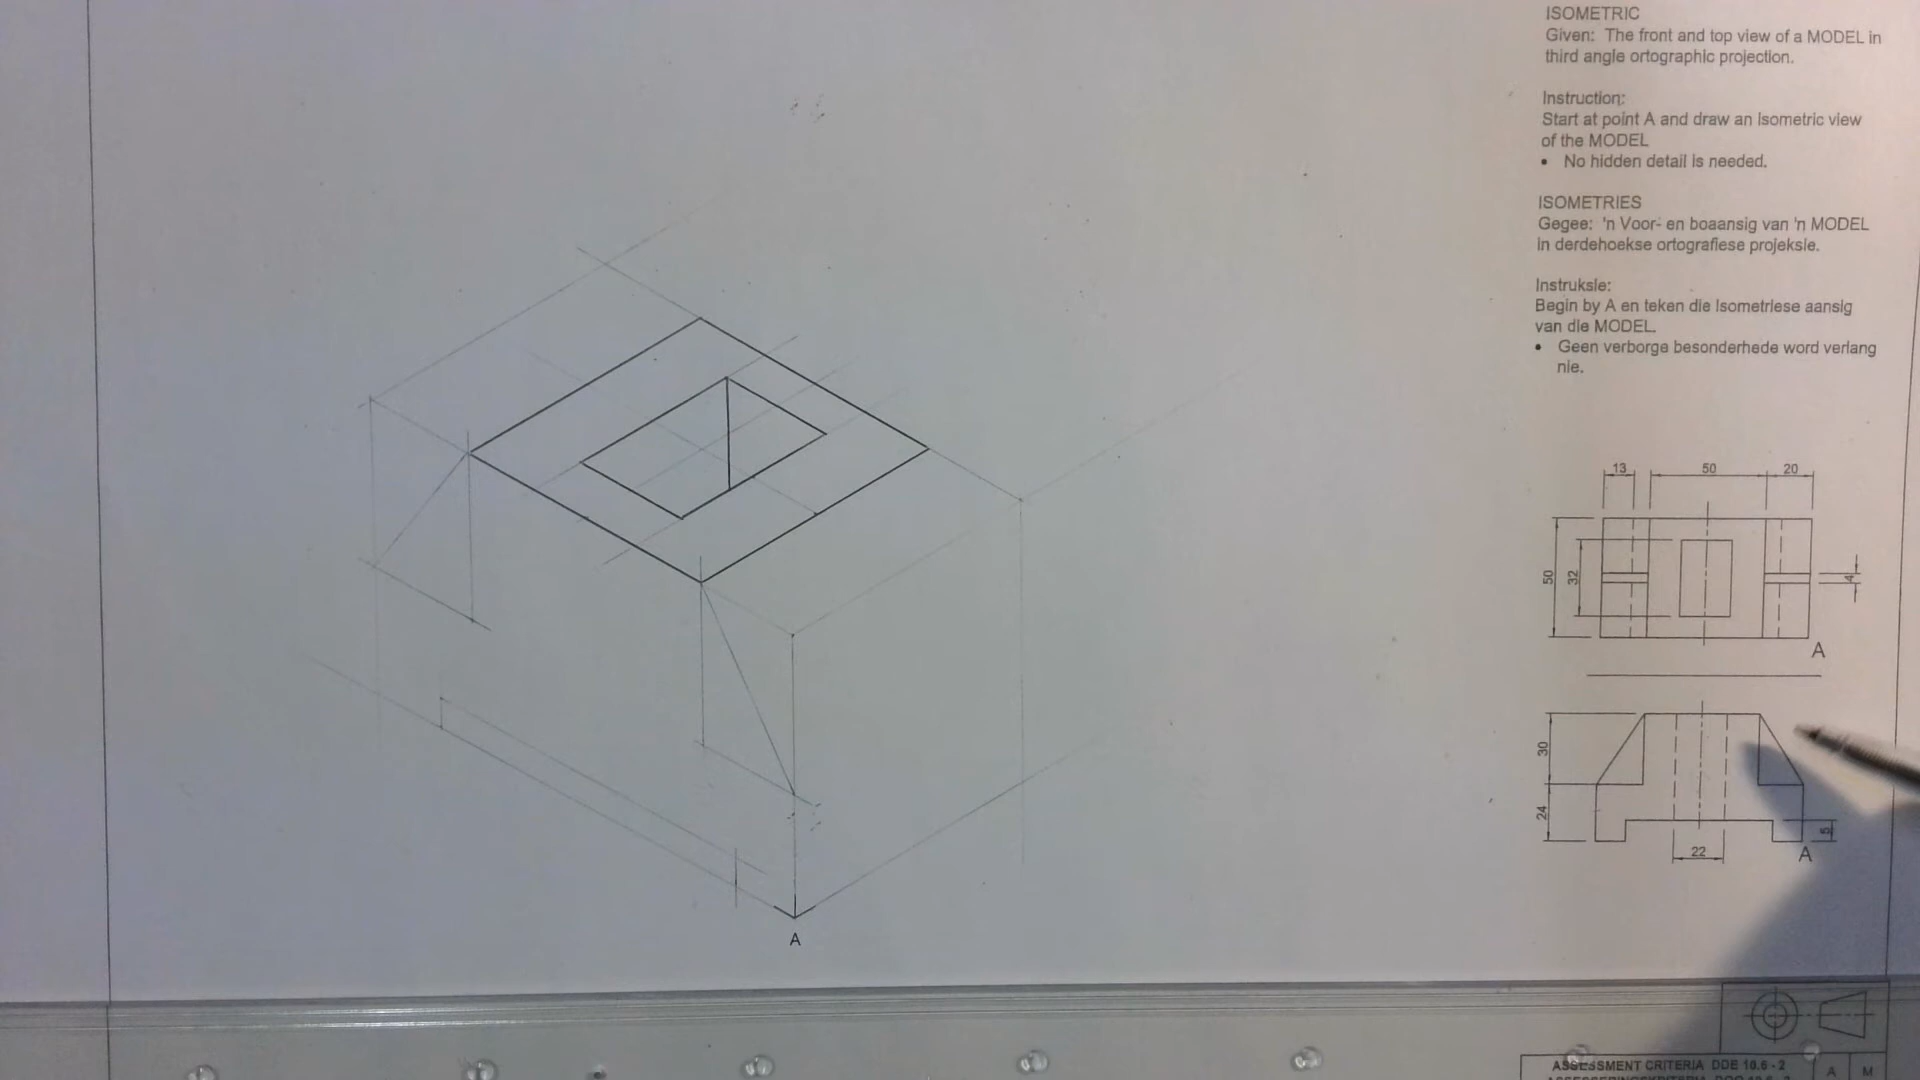 ISOMETRIC
Given: The front and top view of a MODEL in
third angle ortographic projection.
Instruction:
Start at point A and draw an isometric view
of the MODEL
• No hidden detail is needed.
ISOMETRIES
Gegee: 'n Voor- en boaansig van 'n MODEL
in derdehoekse ortografiese projeksie.
Instruksie:
Begin by A en teken die Isometriese aansig
van die MODEL.
• Geen verborge besonderhede word verlang
nie.
13 50 20
50
32
4
A
30
24
5
22
A
A
ASSESSMENT CRITERIA DDE 10.6 - 2
A M